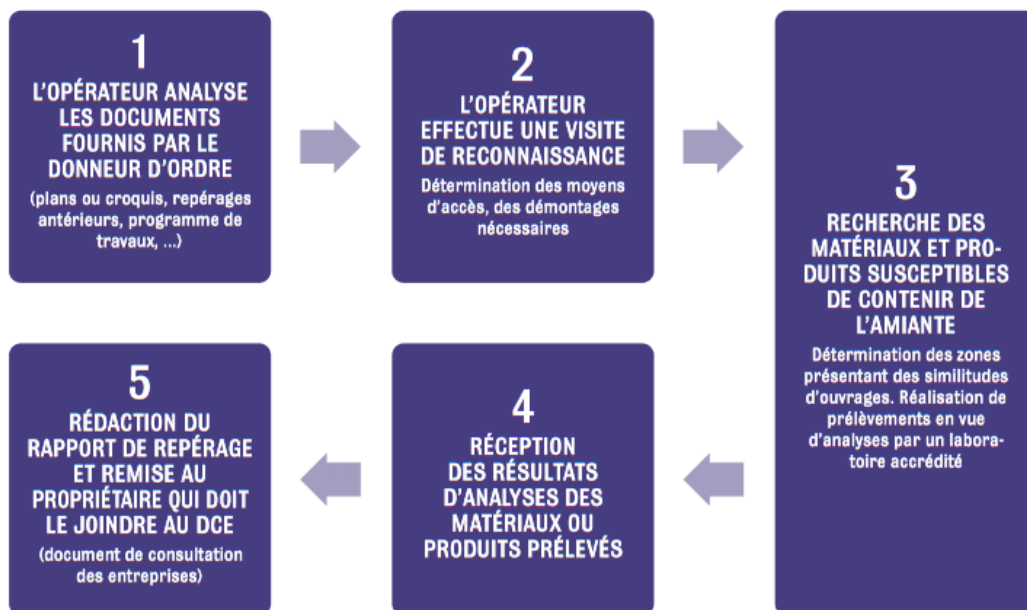 1
L'OPÉRATEUR ANALYSE
LES DOCUMENTS
FOURNIS PAR LE
DONNEUR D'ORDRE
(plans ou croquis, repérages
antérieurs, programme de
travaux, ...)
2
L'OPÉRATEUR
EFFECTUE UNE VISITE
DE RECONNAISSANCE
Détermination des moyens
d'accès, des démontages
nécessaires
3
RECHERCHE DES
MATÉRIAUX ET PRO-
DUITS SUSCEPTIBLES
DE CONTENIR DE
L'AMIANTE
Détermination des zones
présentant des similitudes
d'ouvrages. Réalisation de
prélèvements en vue
d'analyses par un labora-
toire accrédité
4
RÉCEPTION
DES RÉSULTATS
D'ANALYSES DES
MATÉRIAUX OU
PRODUITS PRÉLEVÉS
5
RÉDACTION DU
RAPPORT DE REPÉRAGE
ET REMISE AU
PROPRIÉTAIRE QUI DOIT
LE JOINDRE AU DCE
(document de consultation
des entreprises)